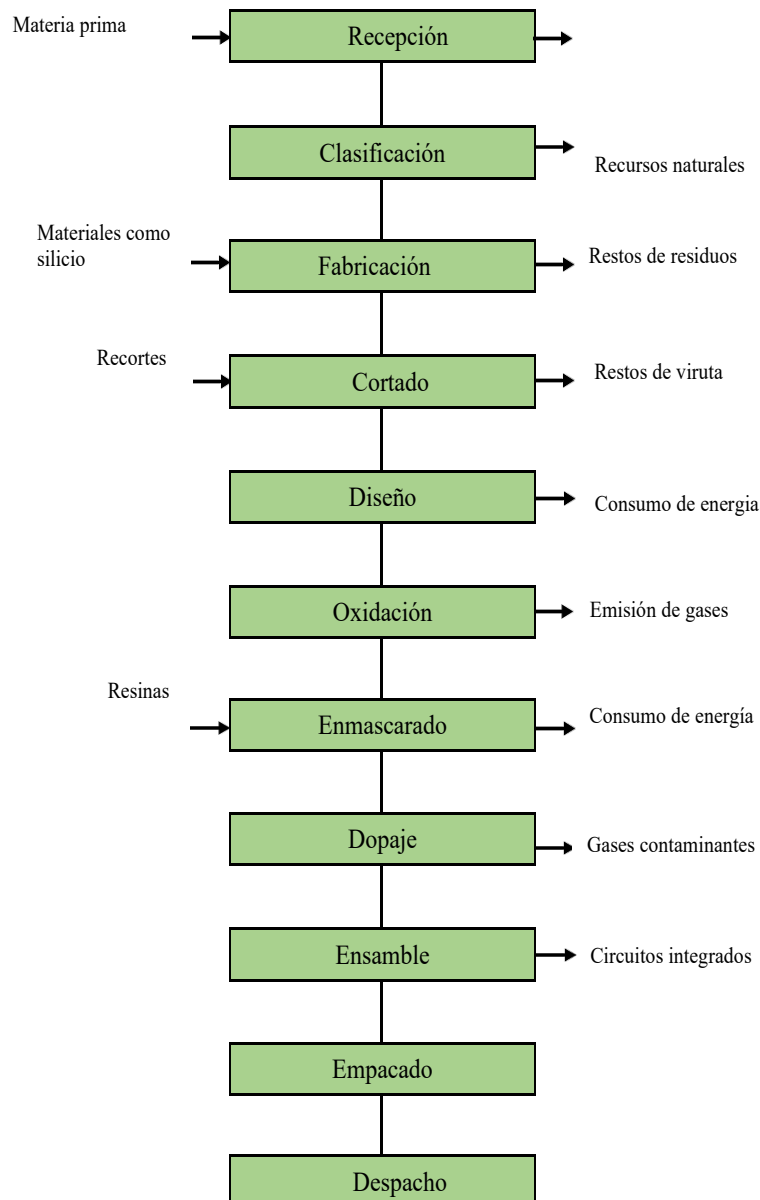 Materia prima
Recepción
Clasificación
Recursos naturales
Materiales como
silicio
Fabricación
Restos de residuos
Recortes
Cortado
Restos de viruta
Diseño
Consumo de energia
Oxidación
Emisión de gases
Resinas
Enmascarado
Consumo de energía
Dopaje
Gases contaminantes
Ensamble
Circuitos integrados
Empacado
Despacho